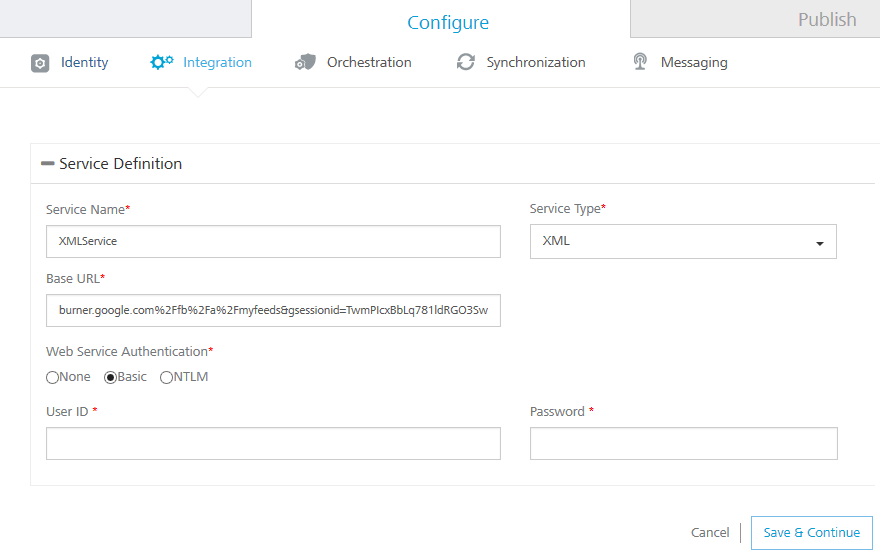 Configure
Publish
Identity
Integration
Orchestration
Synchronization
Messaging
Service Definition
Service Name*
Service Type*
XMLService
XML
Base URL*
burner.google.com%2Ffb%2Fa%2Fmyfeeds&gsessionid=TwmPIcxBbLq781ldRGO3Sw
Web Service Authentication*
None Basic NTLM
User ID *
Password *
Cancel
Save & Continue